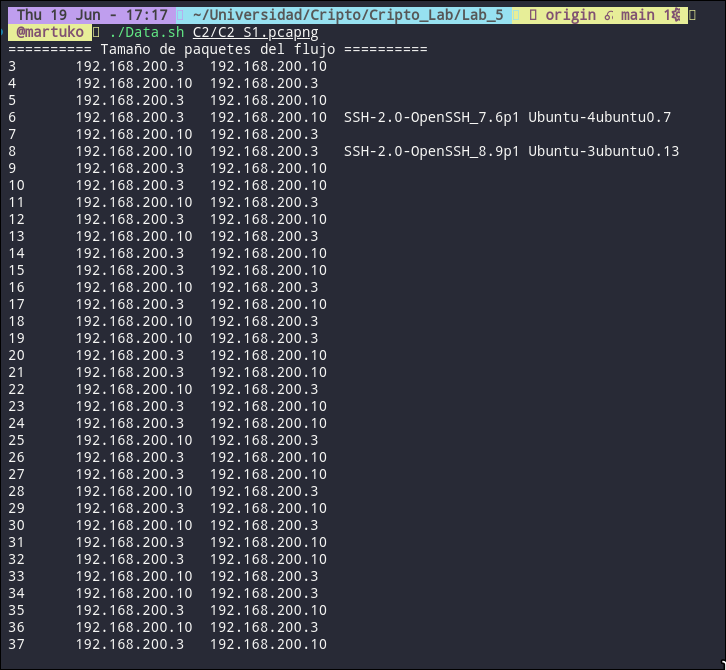 Thu 19 Jun - 17:17 ~/Universidad/Cripto/Cripto_Lab/Lab_5 origin main 1
@martuko ./Data.sh C2/C2 S1.pcapng
========== Tamaño de paquetes del flujo ==========
3 192.168.200.3 192.168.200.10
4 192.168.200.10 192.168.200.3
5 192.168.200.3 192.168.200.10
6 192.168.200.3 192.168.200.10 SSH-2.0-OpenSSH_7.6p1 Ubuntu-4ubuntu0.7
7 192.168.200.10 192.168.200.3
8 192.168.200.10 192.168.200.3 SSH-2.0-OpenSSH_8.9p1 Ubuntu-3ubuntu0.13
9 192.168.200.3 192.168.200.10
10 192.168.200.3 192.168.200.10
11 192.168.200.10 192.168.200.3
12 192.168.200.3 192.168.200.10
13 192.168.200.10 192.168.200.3
14 192.168.200.3 192.168.200.10
15 192.168.200.3 192.168.200.10
16 192.168.200.10 192.168.200.3
17 192.168.200.3 192.168.200.10
18 192.168.200.10 192.168.200.3
19 192.168.200.10 192.168.200.3
20 192.168.200.3 192.168.200.10
21 192.168.200.3 192.168.200.10
22 192.168.200.10 192.168.200.3
23 192.168.200.3 192.168.200.10
24 192.168.200.3 192.168.200.10
25 192.168.200.10 192.168.200.3
26 192.168.200.3 192.168.200.10
27 192.168.200.3 192.168.200.10
28 192.168.200.10 192.168.200.3
29 192.168.200.3 192.168.200.10
30 192.168.200.10 192.168.200.3
31 192.168.200.3 192.168.200.10
32 192.168.200.3 192.168.200.10
33 192.168.200.10 192.168.200.3
34 192.168.200.10 192.168.200.3
35 192.168.200.3 192.168.200.10
36 192.168.200.10 192.168.200.3
37 192.168.200.3 192.168.200.10